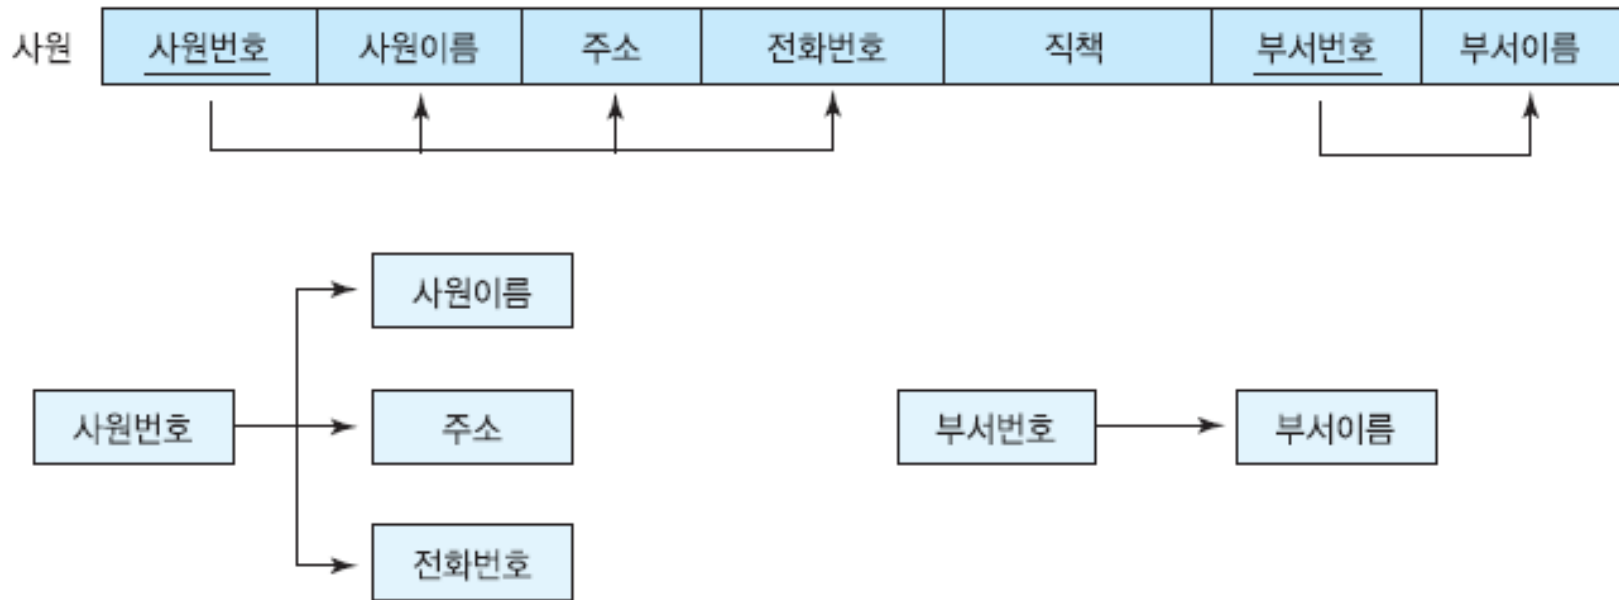 사원 사원번호 사원이름 주소 전화번호 직책 부서번호 부서이름
사원이름
사원번호 주소 부서번호 부서이름
전화번호